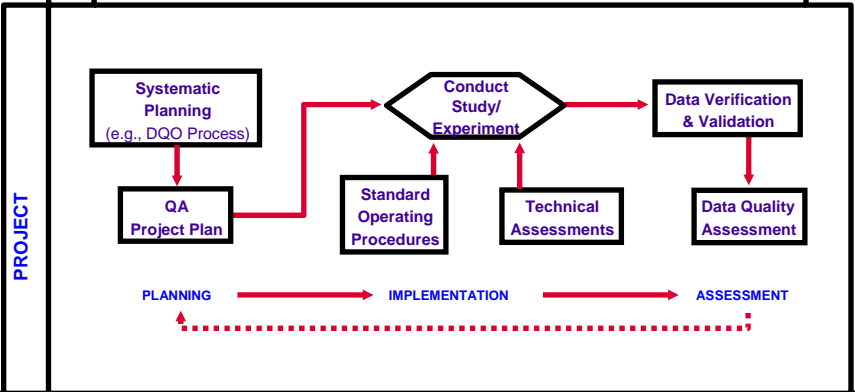 PROJECT
Systematic
Planning
(e.g., DQO Process)
QA
Project Plan
Conduct
Study/
Experiment
Standard
Operating
Procedures
Technical
Assessments
Data Verification
& Validation
Data Quality
Assessment
PLANNING
IMPLEMENTATION
ASSESSMENT